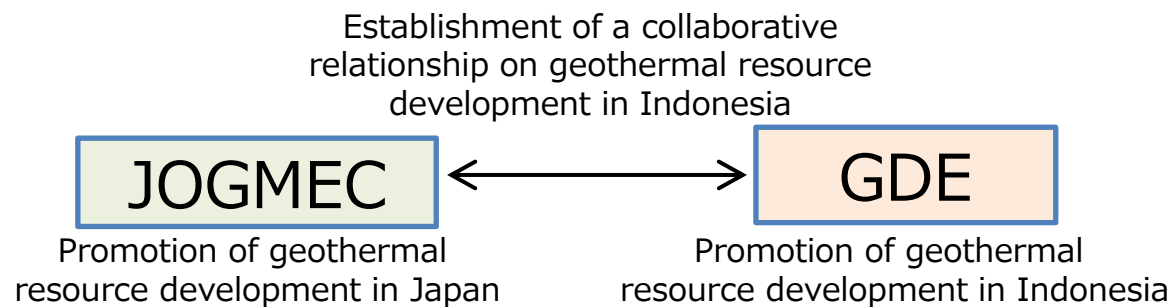 Establishment of a collaborative
relationship on geothermal resource
development in Indonesia
JOGMEC
GDE
Promotion of geothermal
resource development in Japan
Promotion of geothermal
resource development in Indonesia